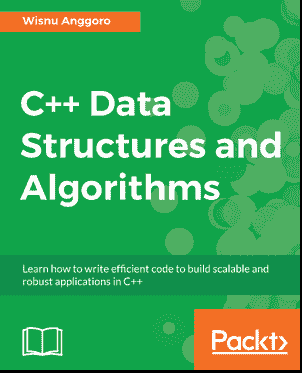 Wisnu Anggoro
C++ Data
Structures and
Algorithms
Learn how to write efficient code to build scalable and
robust applications in C++
Packt>